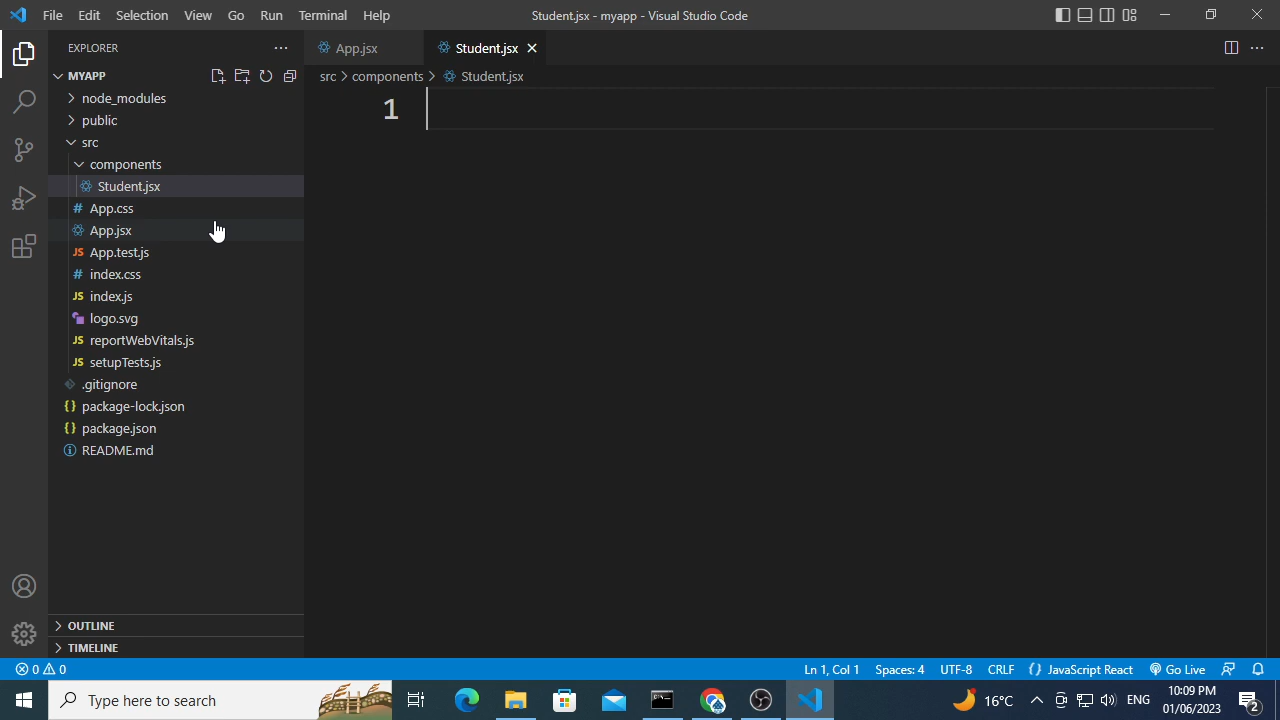 File Edit Selection View Go Run Terminal Help
Student.jsx - myapp - Visual Studio Code
EXPLORER
MYAPP
node_modules
public
src
components
Student.jsx
App.css
App.jsx
App.test.js
index.css
index.js
logo.svg
reportWebVitals.js
setupTests.js
.gitignore
package-lock.json
package.json
README.md
OUTLINE
TIMELINE
App.jsx Student.jsx
src > components > Student.jsx
1
0 0
Ln 1, Col 1 Spaces: 4 UTF-8 CRLF {} JavaScript React Go Live
Type here to search
16°C ENG
10:09 PM
01/06/2023
2